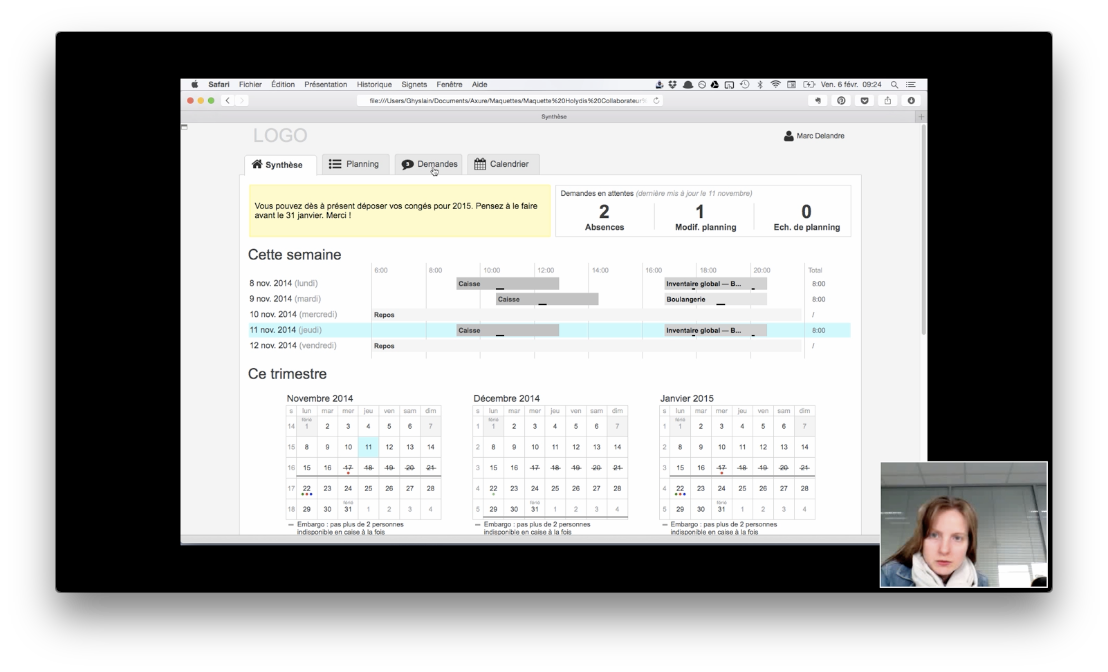 Safari Fichier Édition Présentation Historique Signets Fenêtre Aide Ven. 6 févr. 09:24
file:///Users/Ghyslain/Documents/Axure/Maquettes/Maquette%20Holydis%20Collaborateur/
Synthèse
LOGO Marc Delandre
Synthèse Planning Demandes Calendrier
Vous pouvez dès à présent déposer vos congés pour 2015. Pensez à le faire
avant le 31 janvier. Merci !
Demandes en attentes (dernière mis à jour le 11 novembre)
2 1 0
Absences Modif. planning Ech. de planning
Cette semaine
6:00 8:00 10:00 12:00 14:00 16:00 18:00 20:00 Total
8 nov. 2014 (lundi) Caisse Inventaire global — B... 8:00
9 nov. 2014 (mardi) Caisse Boulangerie 8:00
10 nov. 2014 (mercredi) Repos /
11 nov. 2014 (jeudi) Caisse Inventaire global — B... 8:00
12 nov. 2014 (vendredi) Repos /
Ce trimestre
Novembre 2014 Décembre 2014 Janvier 2015
s lun mar mer jeu ven sam dim s lun mar mer jeu ven sam dim s lun mar mer jeu ven sam dim
férié férié férié
14 1 2 3 4 5 6 7 1 1 2 3 4 5 6 7 1 1 2 3 4 5 6 7
15 8 9 10 11 12 13 14 2 8 9 10 11 12 13 14 2 8 9 10 11 12 13 14
16 15 16 17 18 19 20 21 3 15 16 17 18 19 20 21 3 15 16 17 18 19 20 21
17 22 23 24 25 26 27 28 4 22 23 24 25 26 27 28 4 22 23 24 25 26 27 28
férié férié férié
18 29 30 31 1 2 3 4 5 29 30 31 1 2 3 4 5 29 30 31 1 2 3 4
— Embargo : pas plus de 2 personnes — Embargo : pas plus de 2 personnes — Embargo : pas plus de 2 personnes
indisponible en caise à la fois indisponible en caise à la fois indisponible en caise à la fois